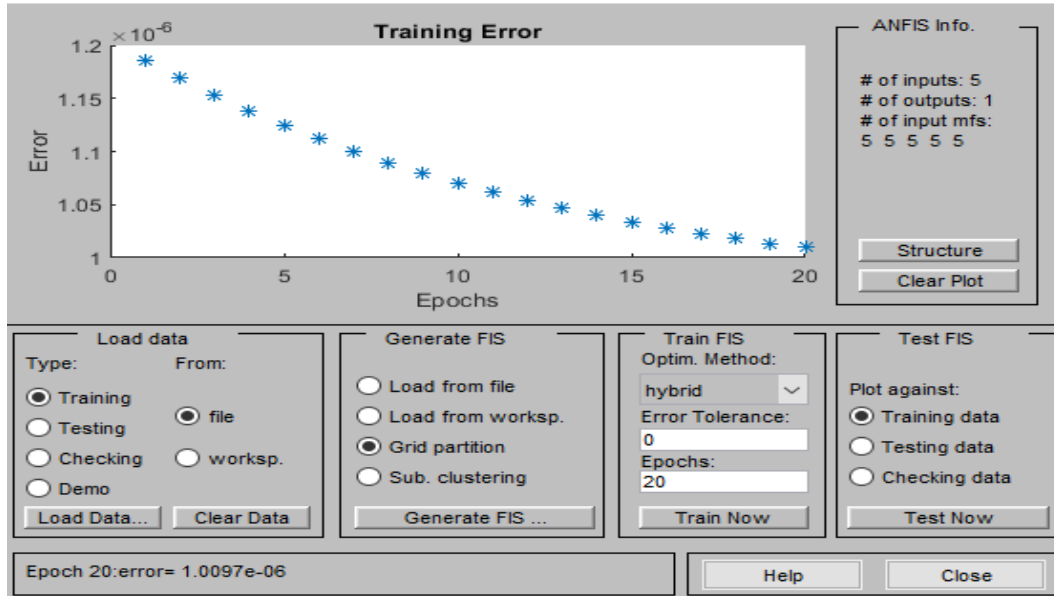 Training Error
×10^-6
1.2
1.15
1.1
1.05
1
Error
0 5 10 15 20
Epochs
ANFIS Info.
# of inputs: 5
# of outputs: 1
# of input mfs:
5 5 5 5 5
Structure
Clear Plot
Load data
Type: From:
Training
Testing
Checking
Demo
file
worksp.
Load Data... Clear Data
Generate FIS
Load from file
Load from worksp.
Grid partition
Sub. clustering
Generate FIS ...
Train FIS
Optim. Method:
hybrid
Error Tolerance:
0
Epochs:
20
Train Now
Test FIS
Plot against:
Training data
Testing data
Checking data
Test Now
Epoch 20:error= 1.0097e-06
Help Close